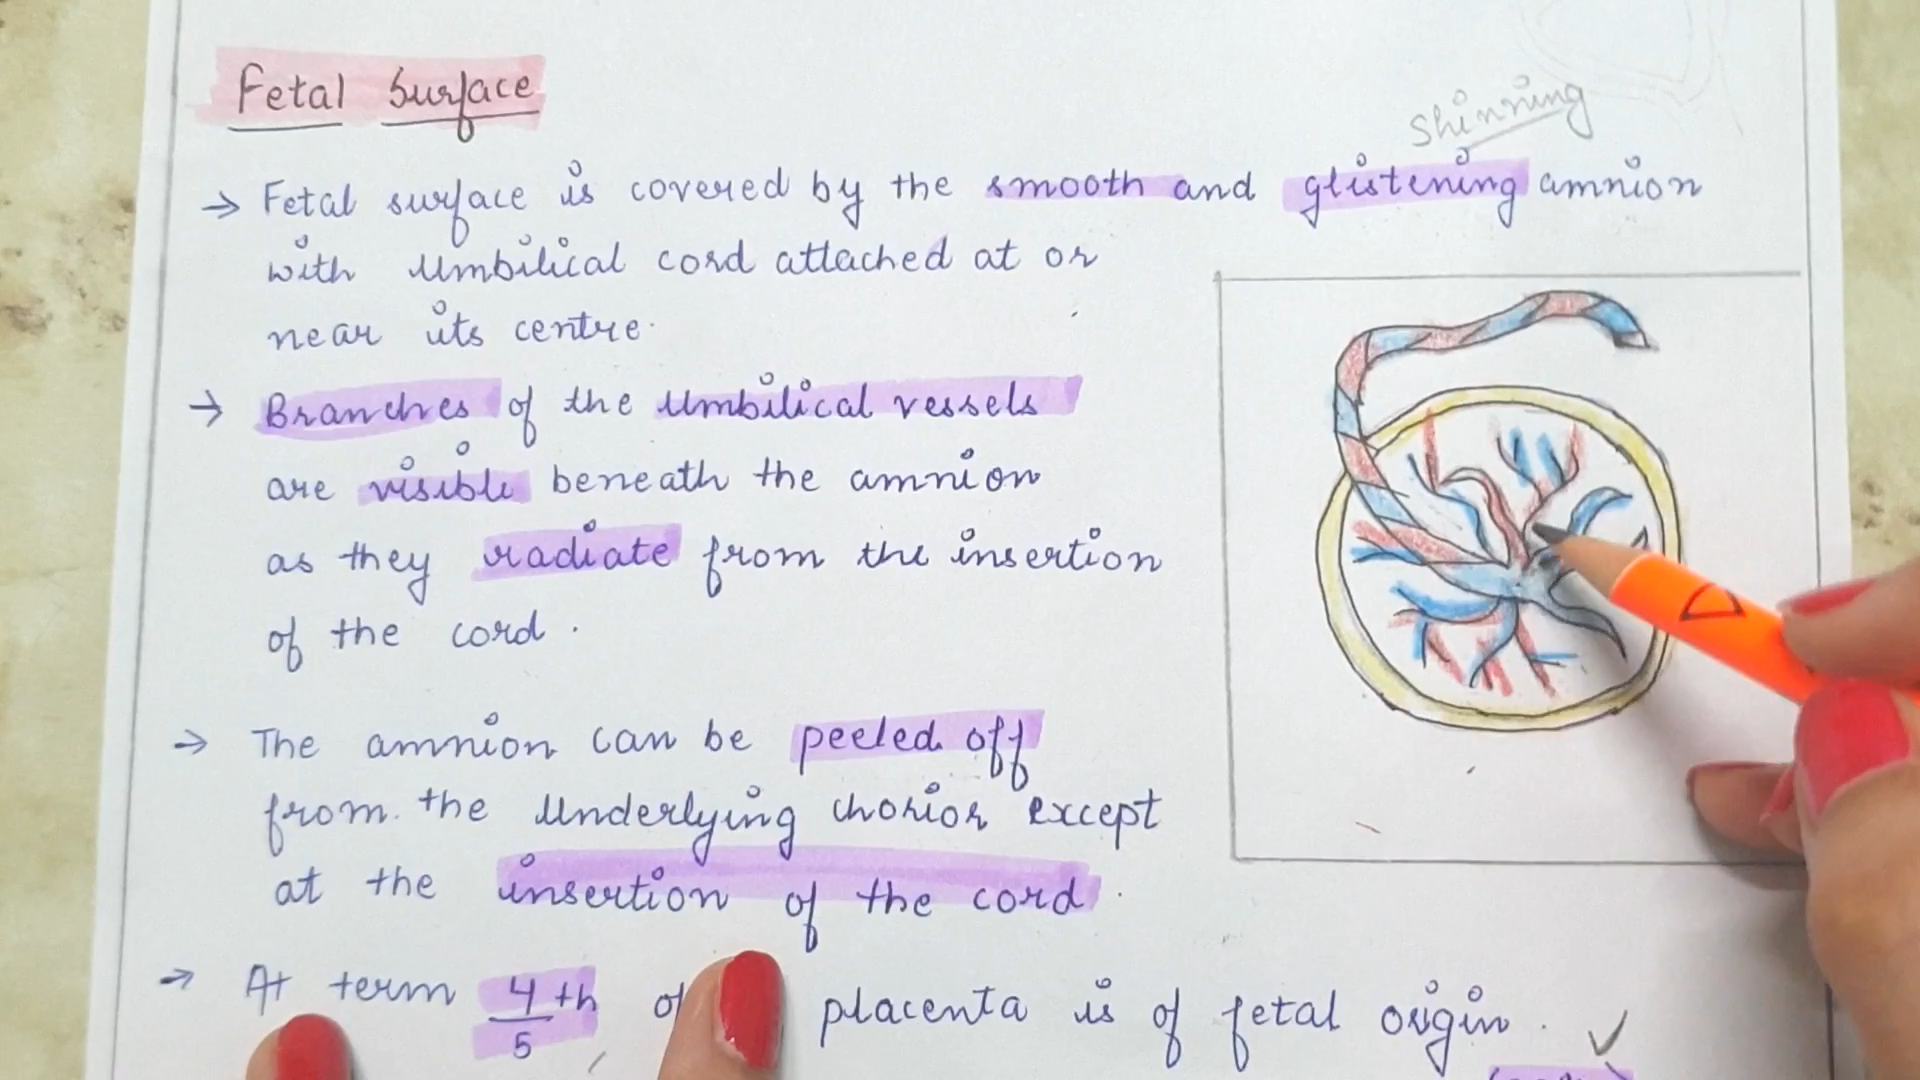 Fetal Surface
Shinning
→ Fetal surface is covered by the smooth and glistening amnion
with umbilical cord attached at or
near its centre.
→ Branches of the umbilical vessels
are visible beneath the amnion
as they radiate from the insertion
of the cord.
→ The amnion can be peeled off
from the underlying chorion except
at the insertion of the cord.
→ At term 4/5 th of placenta is of fetal origin.